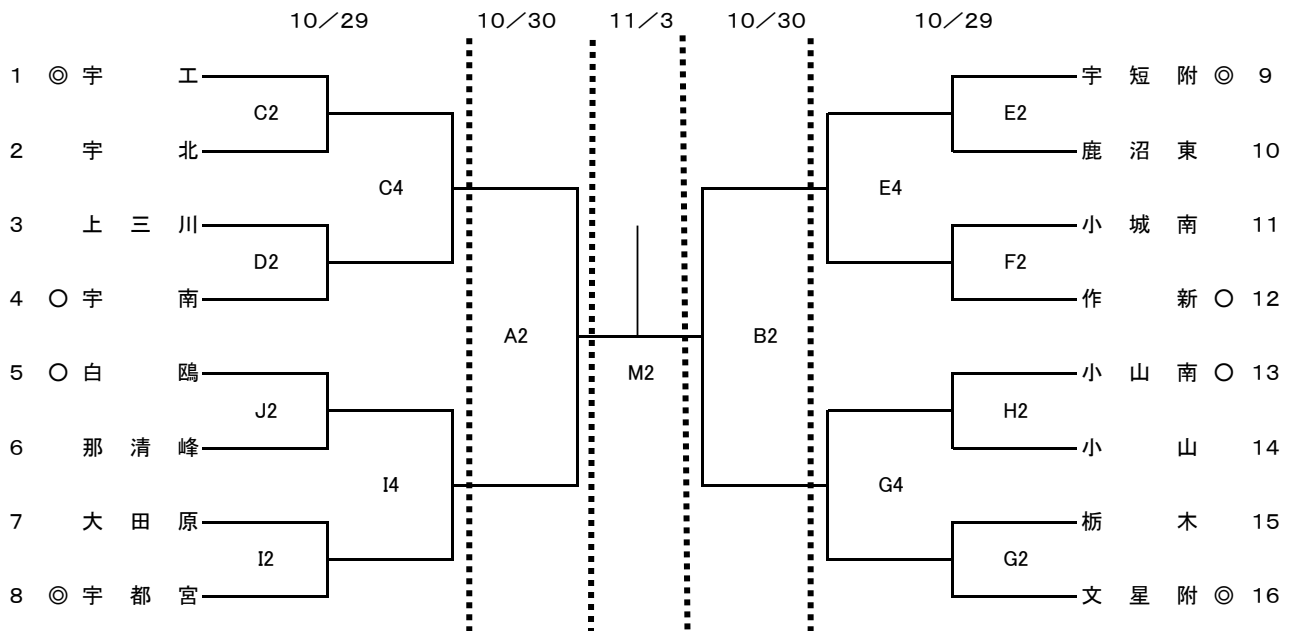 10／29 10／30 11／3 10／30 10／29
1 ◎ 宇 工 宇 短 附 ◎ 9
C2 E2
2 宇 北 鹿 沼 東 10
C4 E4
3 上 三 川 小 城 南 11
D2 F2
4 ○ 宇 南 作 新 ○ 12
A2 B2
5 ○ 白 鴎 M2 小 山 南 ○ 13
J2 H2
6 那 清 峰 小 山 14
I4 G4
7 大 田 原 栃 木 15
I2 G2
8 ◎ 宇 都 宮 文 星 附 ◎ 16